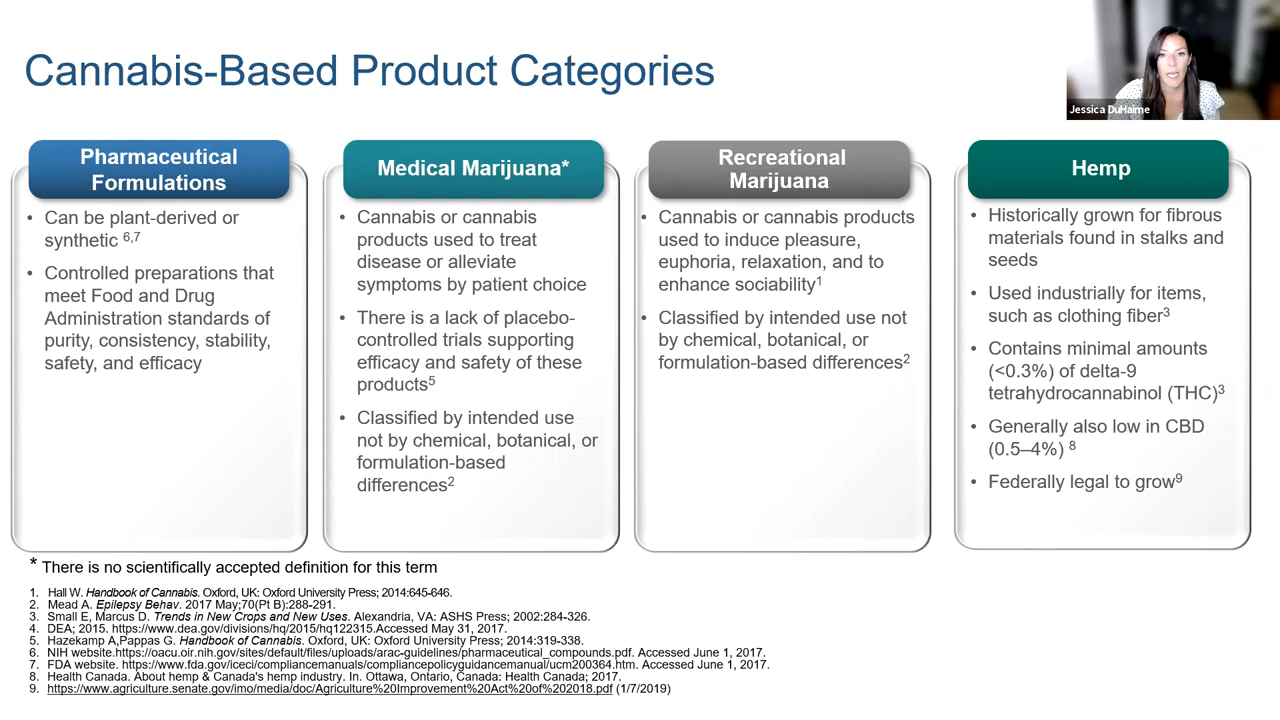 Cannabis-Based Product Categories
Jessica DuHaime
Pharmaceutical
Formulations
• Can be plant-derived or
synthetic 6,7
• Controlled preparations that
meet Food and Drug
Administration standards of
purity, consistency, stability,
safety, and efficacy
Medical Marijuana*
• Cannabis or cannabis
products used to treat
disease or alleviate
symptoms by patient choice
• There is a lack of placebo-
controlled trials supporting
efficacy and safety of these
products5
• Classified by intended use
not by chemical, botanical, or
formulation-based
differences2
Recreational
Marijuana
• Cannabis or cannabis products
used to induce pleasure,
euphoria, relaxation, and to
enhance sociability1
• Classified by intended use not
by chemical, botanical, or
formulation-based differences2
Hemp
• Historically grown for fibrous
materials found in stalks and
seeds
• Used industrially for items,
such as clothing fiber3
• Contains minimal amounts
(<0.3%) of delta-9
tetrahydrocannabinol (THC)3
• Generally also low in CBD
(0.5–4%) 8
• Federally legal to grow9
* There is no scientifically accepted definition for this term
1. Hall W. Handbook of Cannabis. Oxford, UK: Oxford University Press; 2014:645-646.
2. Mead A. Epilepsy Behav. 2017 May;70(Pt B):288-291.
3. Small E, Marcus D. Trends in New Crops and New Uses. Alexandria, VA: ASHS Press; 2002:284-326.
4. DEA; 2015. https://www.dea.gov/divisions/hq/2015/hq122315.Accessed May 31, 2017.
5. Hazekamp A,Pappas G. Handbook of Cannabis. Oxford, UK: Oxford University Press; 2014:319-338.
6. NIH website.https://oacu.oir.nih.gov/sites/default/files/uploads/arac-guidelines/pharmaceutical_compounds.pdf. Accessed June 1, 2017.
7. FDA website. https://www.fda.gov/iceci/compliancemanuals/compliancepolicyguidancemanual/ucm200364.htm. Accessed June 1, 2017.
8. Health Canada. About hemp & Canada's hemp industry. In. Ottawa, Ontario, Canada: Health Canada; 2017.
9. https://www.agriculture.senate.gov/imo/media/doc/Agriculture%20Improvement%20Act%20of%202018.pdf (1/7/2019)